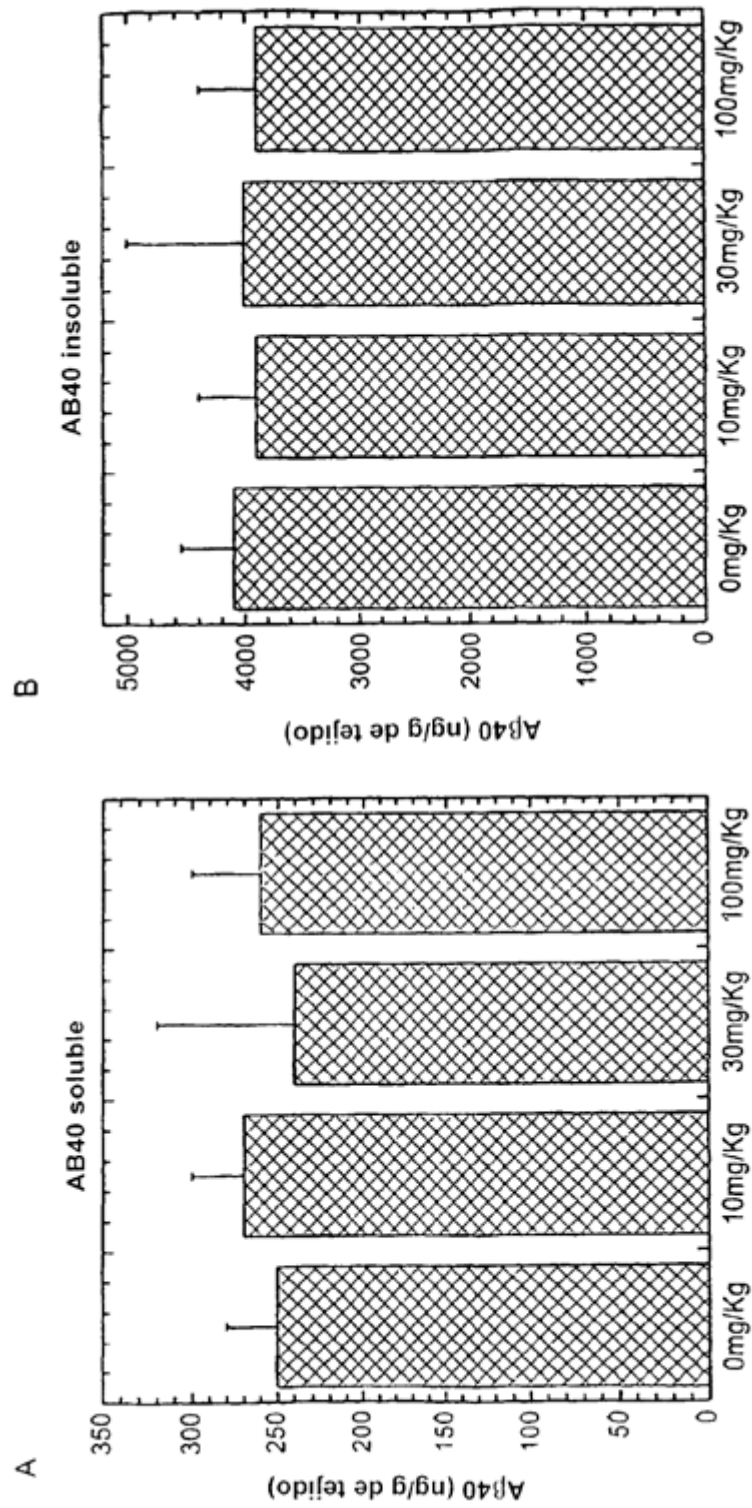 A
AB40 soluble
Aβ40 (ng/g de tejido)
350
300
250
200
150
100
50
0
0mg/Kg 10mg/Kg 30mg/Kg 100mg/Kg
B
AB40 insoluble
Aβ40 (ng/g de tejido)
5000
4000
3000
2000
1000
0
0mg/Kg 10mg/Kg 30mg/Kg 100mg/Kg